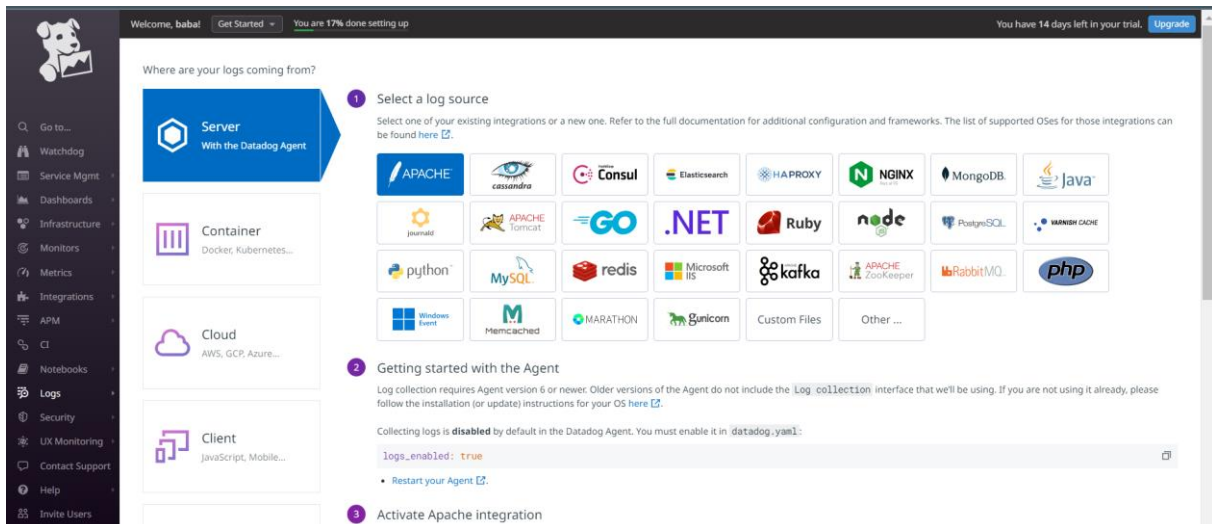 Welcome, baba! Get Started You are 17% done setting up
You have 14 days left in your trial. Upgrade
Go to...
Watchdog
Service Mgmt
Dashboards
Infrastructure
Monitors
Metrics
Integrations
APM
CI
Notebooks
Logs
Security
UX Monitoring
Contact Support
Help
Invite Users
Where are your logs coming from?
Server
With the Datadog Agent
Container
Docker, Kubernetes...
Cloud
AWS, GCP, Azure...
Client
JavaScript, Mobile...
1 Select a log source
Select one of your existing integrations or a new one. Refer to the full documentation for additional configuration and frameworks. The list of supported OSes for those integrations can
be found here.
APACHE cassandra Consul Elasticsearch HAPROXY NGINX MongoDB. Java
journald APACHE Tomcat GO .NET Ruby node PostgreSQL VARNISH CACHE
python MySQL redis Microsoft IIS kafka APACHE ZooKeeper RabbitMQ php
Windows Event Memcached MARATHON gunicorn Custom Files Other ...
2 Getting started with the Agent
Log collection requires Agent version 6 or newer. Older versions of the Agent do not include the Log collection interface that we'll be using. If you are not using it already, please
follow the installation (or update) instructions for your OS here.
Collecting logs is disabled by default in the Datadog Agent. You must enable it in datadog.yaml:
logs_enabled: true
• Restart your Agent.
3 Activate Apache integration